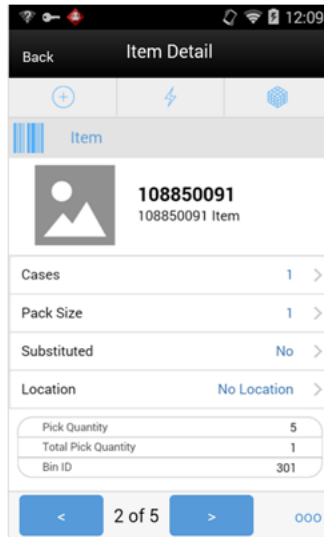 12:09
Back Item Detail
Item
108850091
108850091 Item
Cases 1 >
Pack Size 1 >
Substituted No >
Location No Location >
Pick Quantity 5
Total Pick Quantity 1
Bin ID 301
< 2 of 5 > ooo